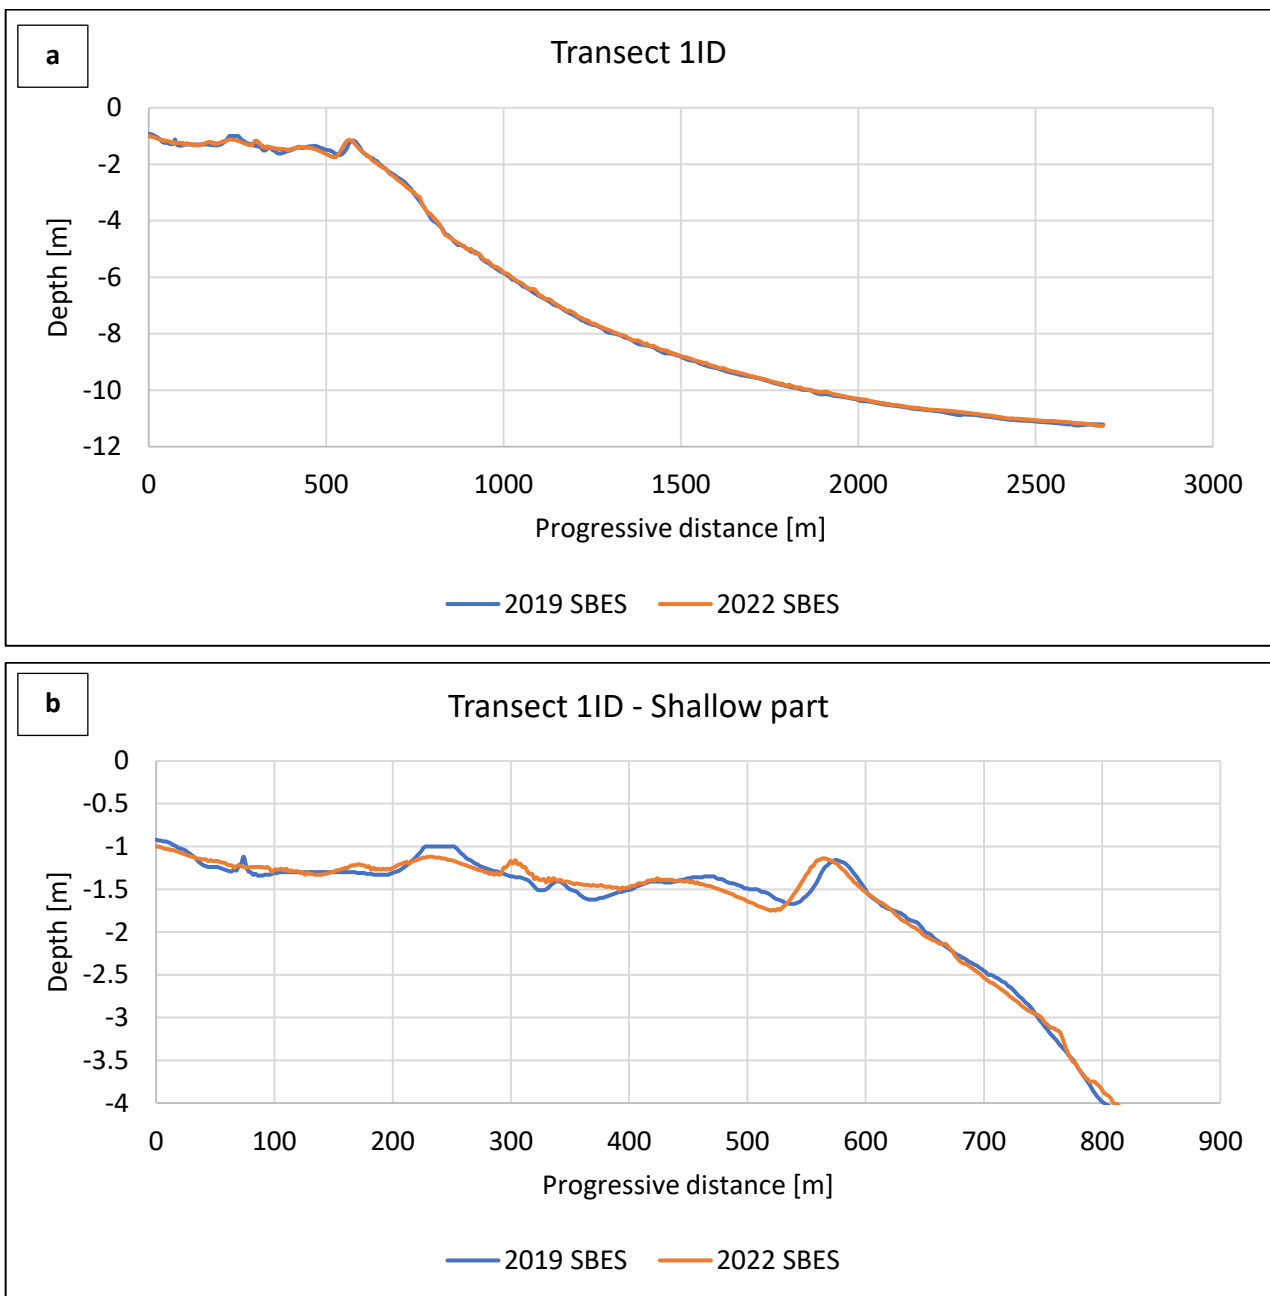 a
Transect 1ID
0
-2
-4
-6
-8
-10
-12
Depth [m]
0 500 1000 1500 2000 2500 3000
Progressive distance [m]
2019 SBES 2022 SBES
b
Transect 1ID - Shallow part
0
-0.5
-1
-1.5
-2
-2.5
-3
-3.5
-4
Depth [m]
0 100 200 300 400 500 600 700 800 900
Progressive distance [m]
2019 SBES 2022 SBES